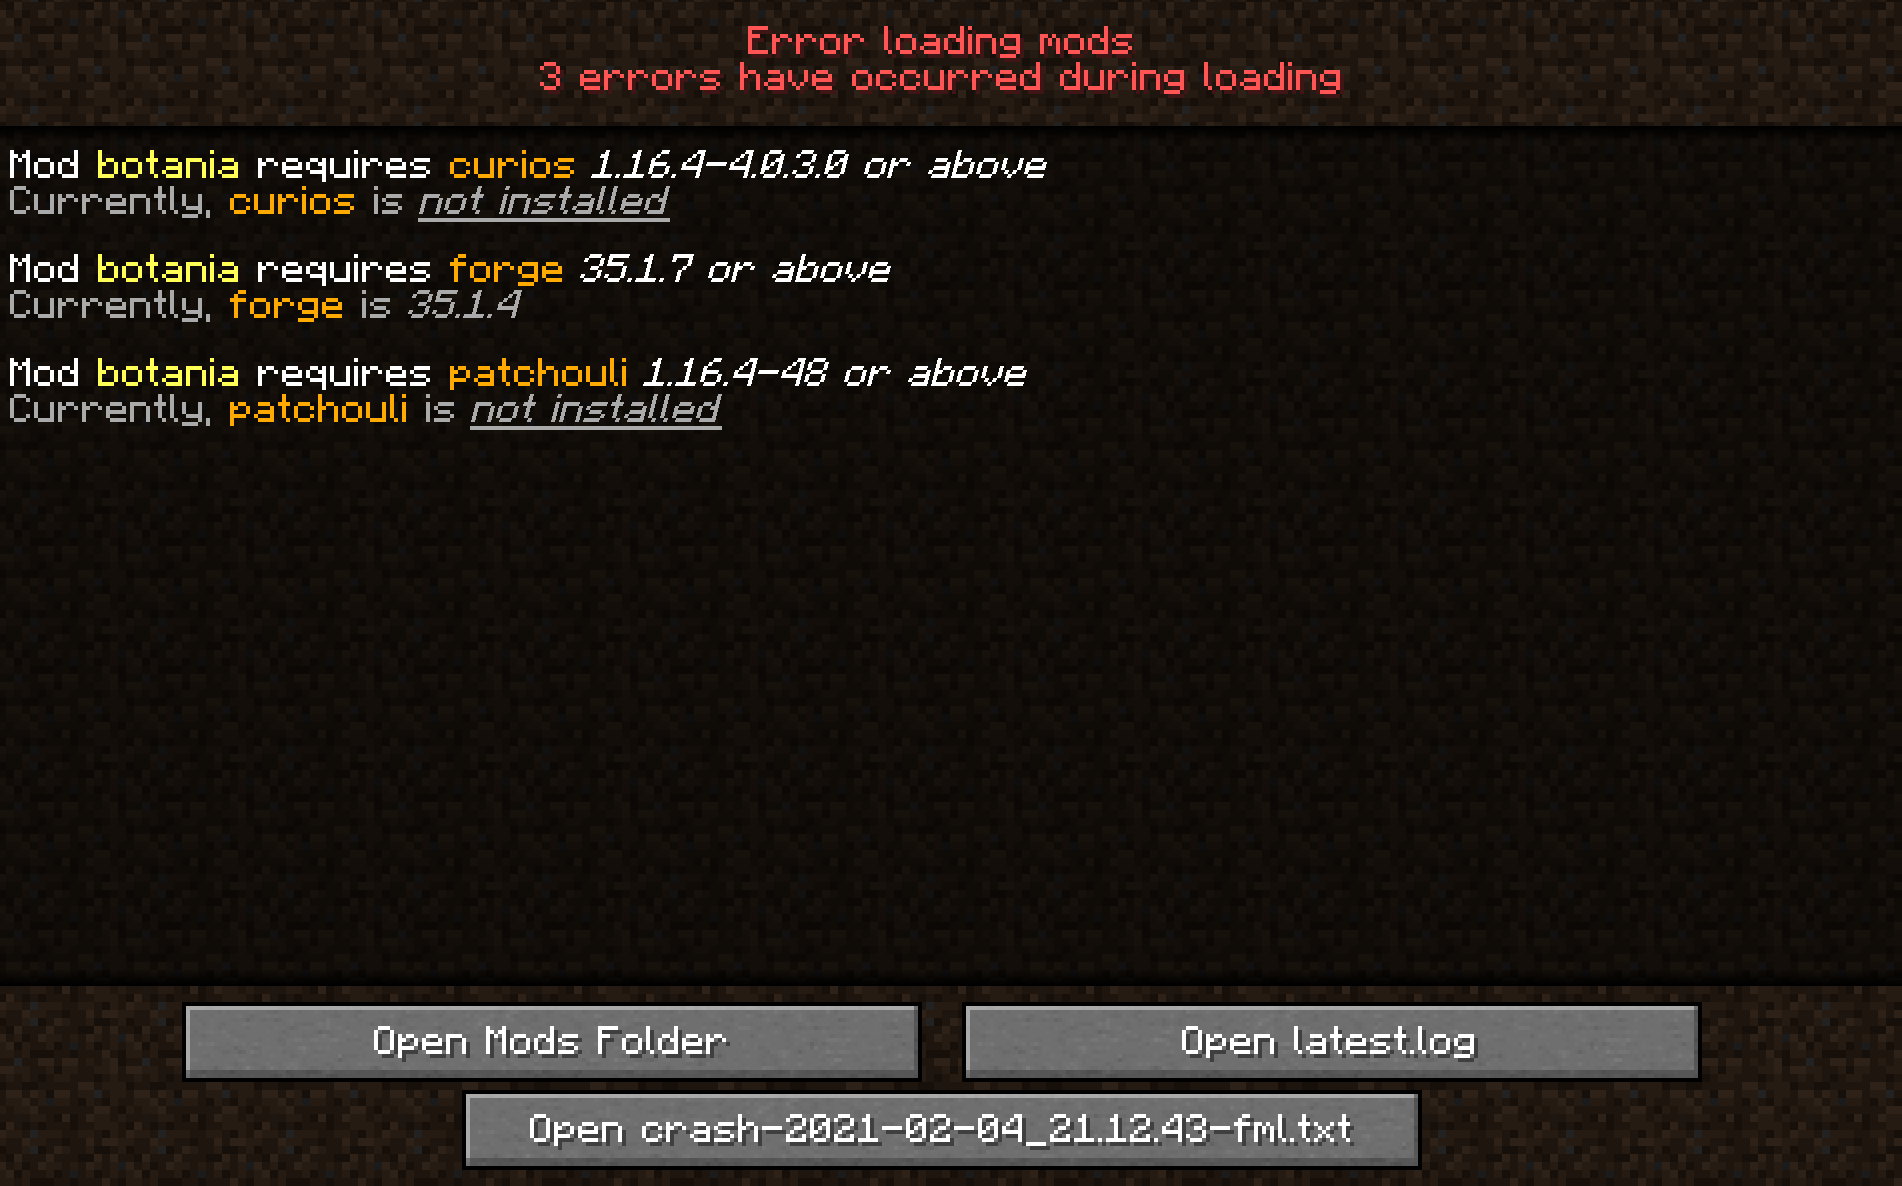 Error loading mods
3 errors have occurred during loading
Mod botania requires curios 1.16.4-4.0.3.0 or above
Currently, curios is not installed
Mod botania requires forge 35.1.7 or above
Currently, forge is 35.1.4
Mod botania requires patchouli 1.16.4-48 or above
Currently, patchouli is not installed
Open Mods Folder
Open latest.log
Open crash-2021-02-04_21.12.43-fml.txt